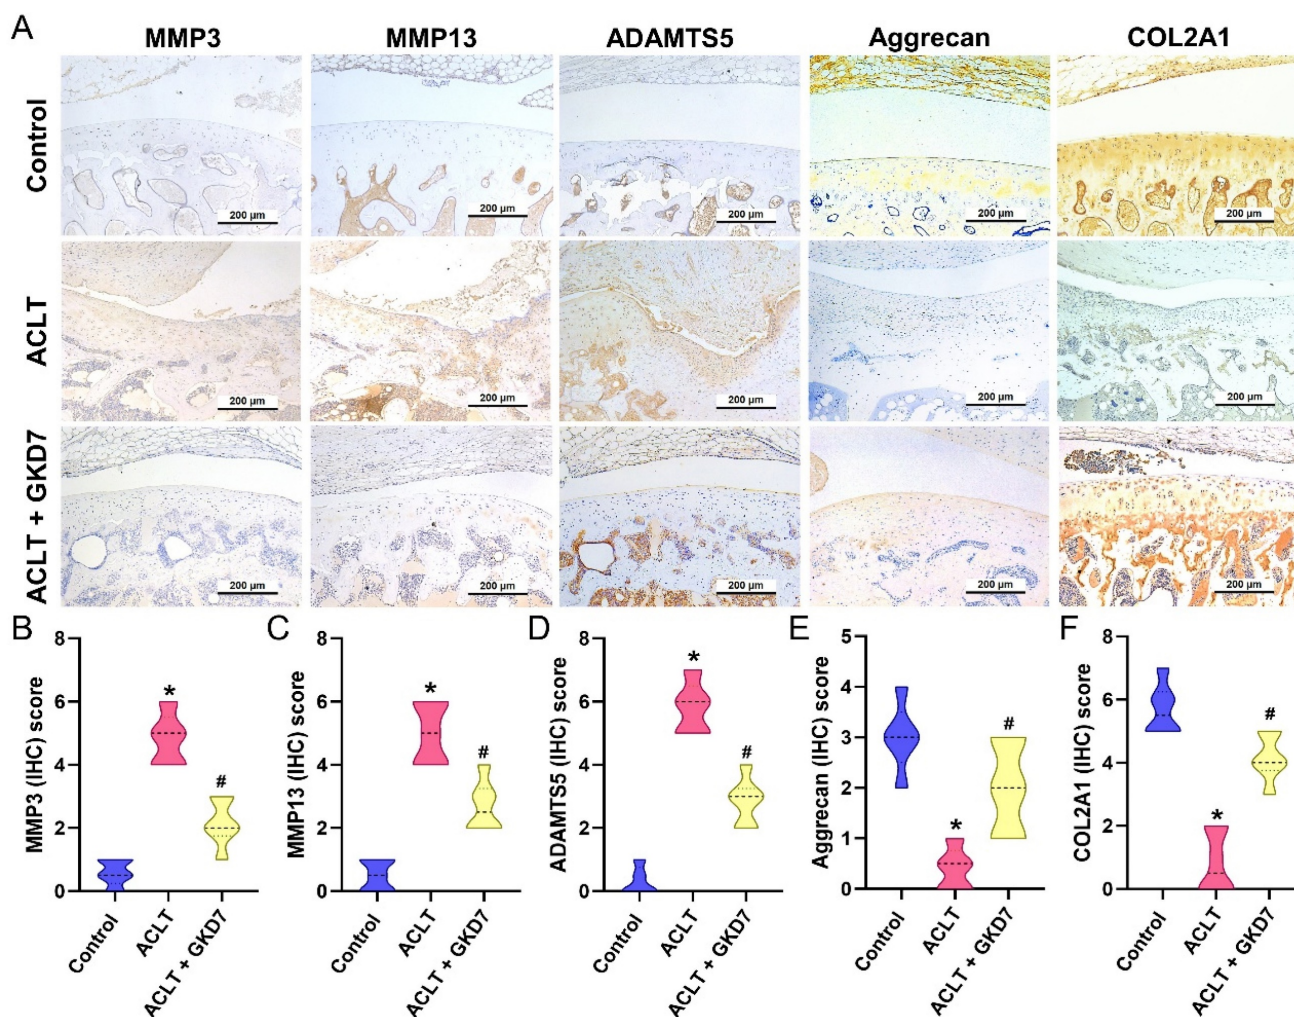 A
MMP3 MMP13 ADAMTS5 Aggrecan COL2A1
Control
200 µm 200 µm 200 µm 200 µm 200 µm
ACLT
200 µm 200 µm 200 µm 200 µm 200 µm
ACLT + GKD7
200 µm 200 µm 200 µm 200 µm 200 µm
B
MMP3 (IHC) score
8
6
4
2
0
*
#
Control
ACLT
ACLT + GKD7
C
MMP13 (IHC) score
8
6
4
2
0
*
#
Control
ACLT
ACLT + GKD7
D
ADAMTS5 (IHC) score
8
6
4
2
0
*
#
Control
ACLT
ACLT + GKD7
E
Aggrecan (IHC) score
5
4
3
2
1
0
*
#
Control
ACLT
ACLT + GKD7
F
COL2A1 (IHC) score
8
6
4
2
0
*
#
Control
ACLT
ACLT + GKD7